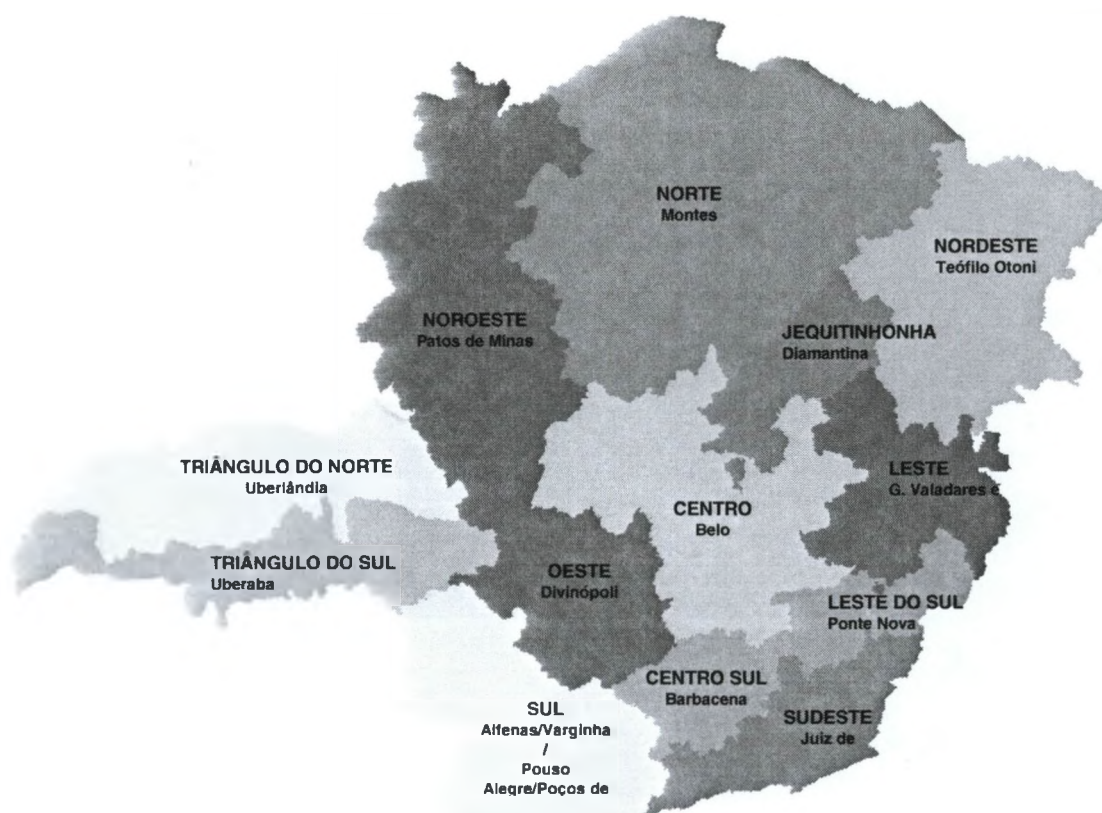 NORTE
Montes
NORDESTE
Teófilo Otoni
NOROESTE
Patos de Minas
JEQUITINHONHA
Diamantina
TRIÂNGULO DO NORTE
Uberlândia
LESTE
G. Valadares e
CENTRO
Belo
TRIÂNGULO DO SUL
Uberaba
OESTE
Divinópoli
LESTE DO SUL
Ponte Nova
CENTRO SUL
Barbacena
SUL
Alfenas/Varginha
/
Pouso
Alegre/Poços de
SUDESTE
Juiz de